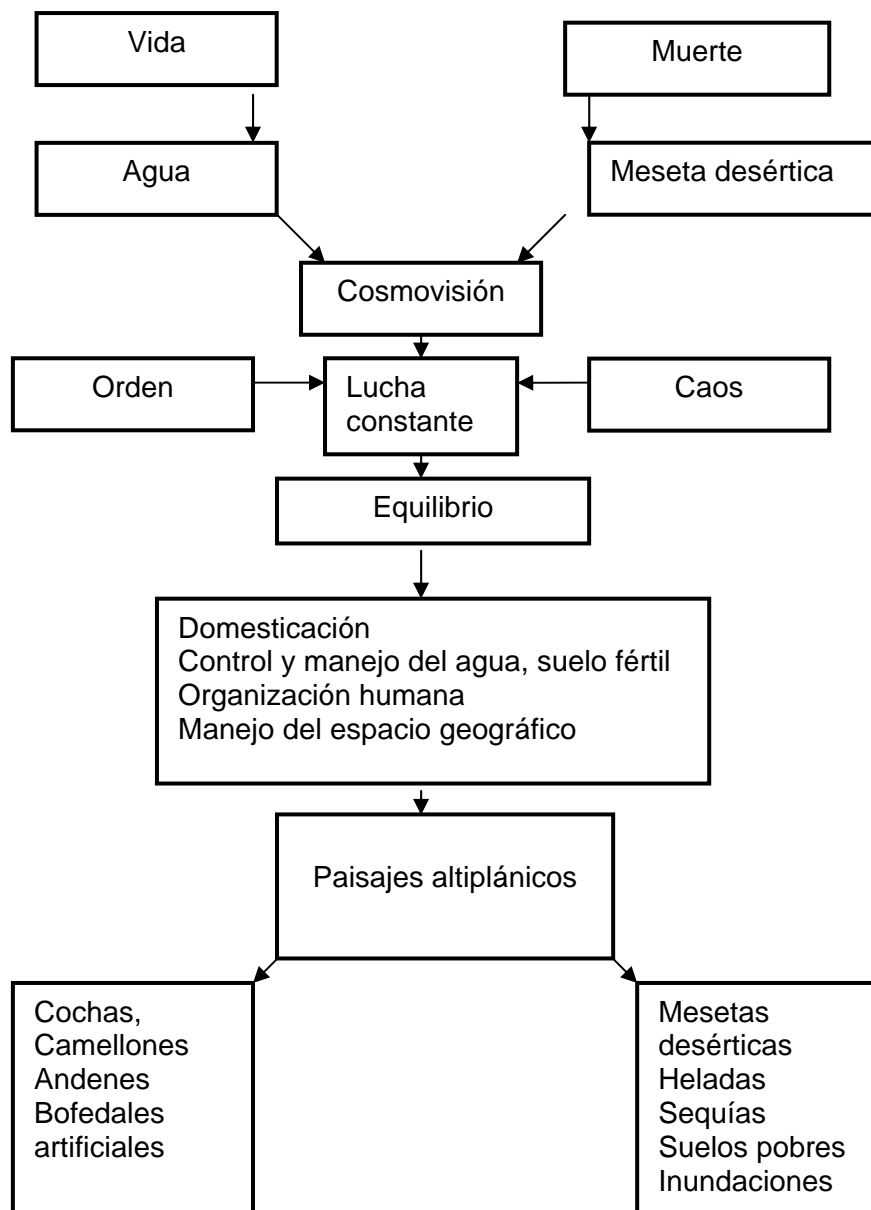 Vida
Muerte
Agua
Meseta desértica
Cosmovisión
Orden
Lucha
constante
Caos
Equilibrio
Domesticación
Control y manejo del agua, suelo fértil
Organización humana
Manejo del espacio geográfico
Paisajes altiplánicos
Cochas,
Camellones
Andenes
Bofedales
artificiales
Mesetas
desérticas
Heladas
Sequías
Suelos pobres
Inundaciones